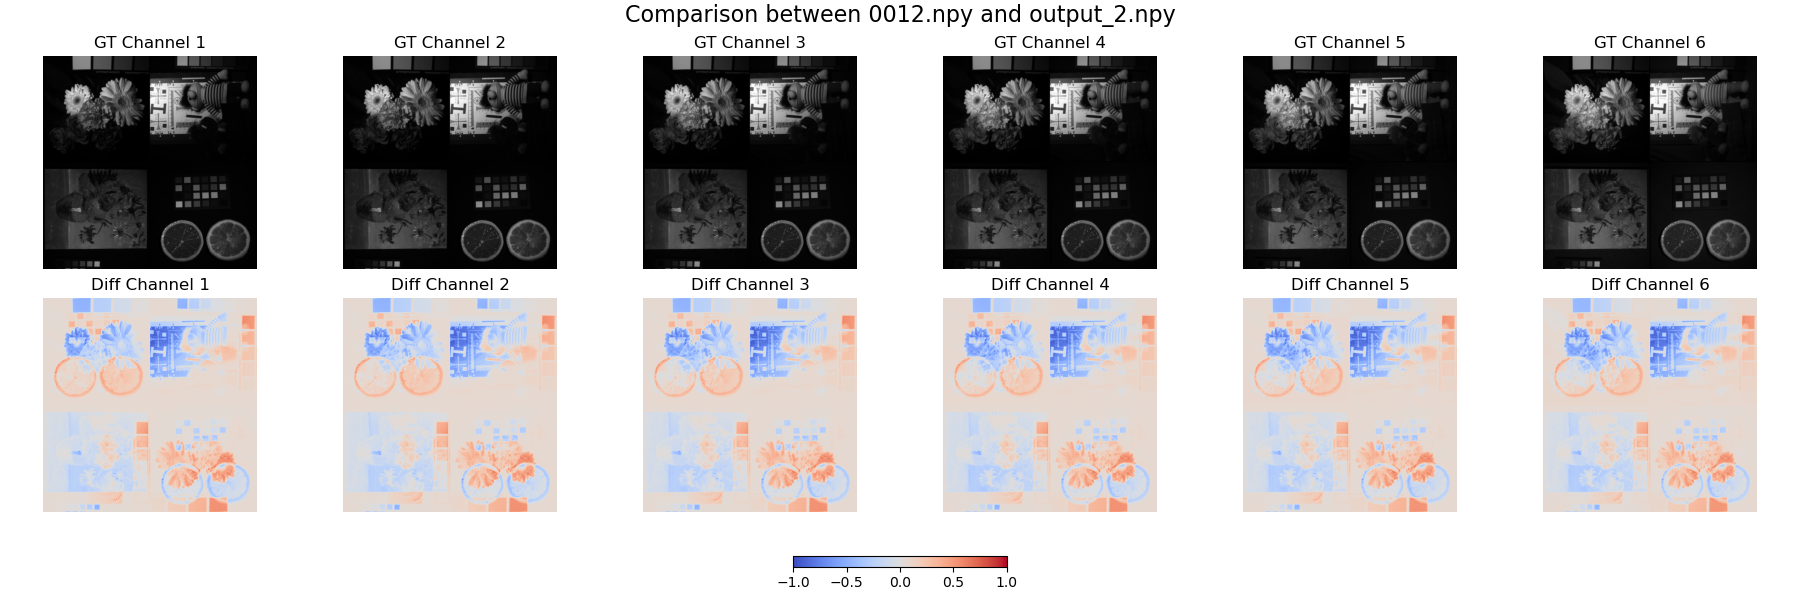 Comparison between 0012.npy and output_2.npy
GT Channel 1
GT Channel 2
GT Channel 3
GT Channel 4
GT Channel 5
GT Channel 6
Diff Channel 1
Diff Channel 2
Diff Channel 3
Diff Channel 4
Diff Channel 5
Diff Channel 6
−1.0 −0.5 0.0 0.5 1.0